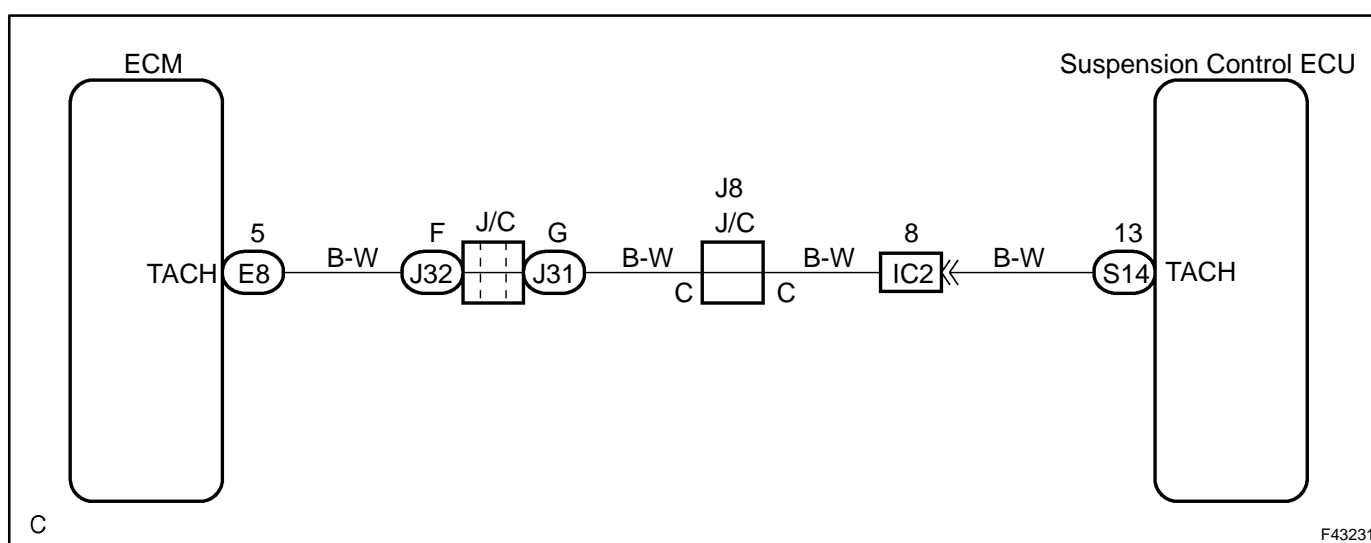 ECM
Suspension Control ECU
J8
5
F
J/C
G
J/C
8
13
B-W
B-W
B-W
B-W
TACH
E8
J32
J31
IC2
S14
TACH
C
C
C
F43231